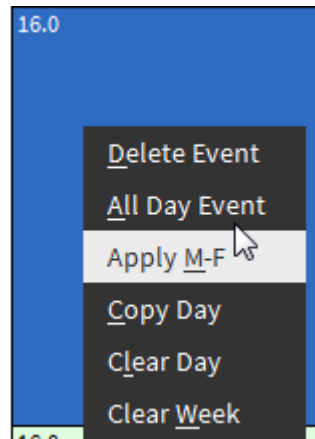 16.0
Delete Event
All Day Event
Apply M-F
Copy Day
Clear Day
Clear Week